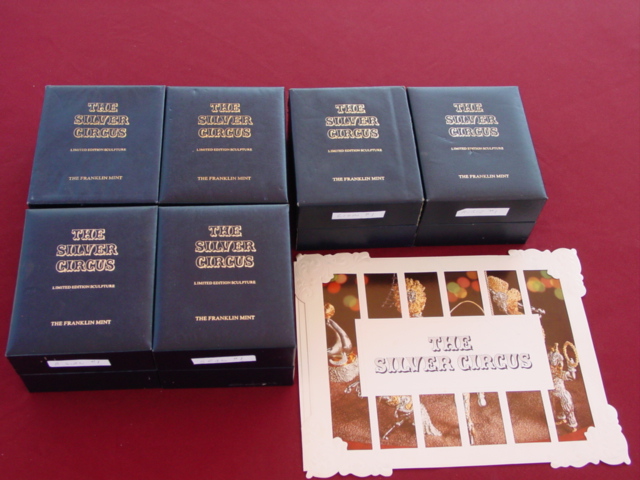 THE
SILVER
CIRCUS
LIMITED EDITION SCULPTURE
THE FRANKLIN MINT
THE
SILVER
CIRCUS
LIMITED EDITION SCULPTURE
THE FRANKLIN MINT
THE
SILVER
CIRCUS
LIMITED EDITION SCULPTURE
THE FRANKLIN MINT
THE
SILVER
CIRCUS
LIMITED EDITION SCULPTURE
THE FRANKLIN MINT
THE
SILVER
CIRCUS
LIMITED EDITION SCULPTURE
THE FRANKLIN MINT
THE
SILVER
CIRCUS
LIMITED EDITION SCULPTURE
THE FRANKLIN MINT
THE
SILVER CIRCUS